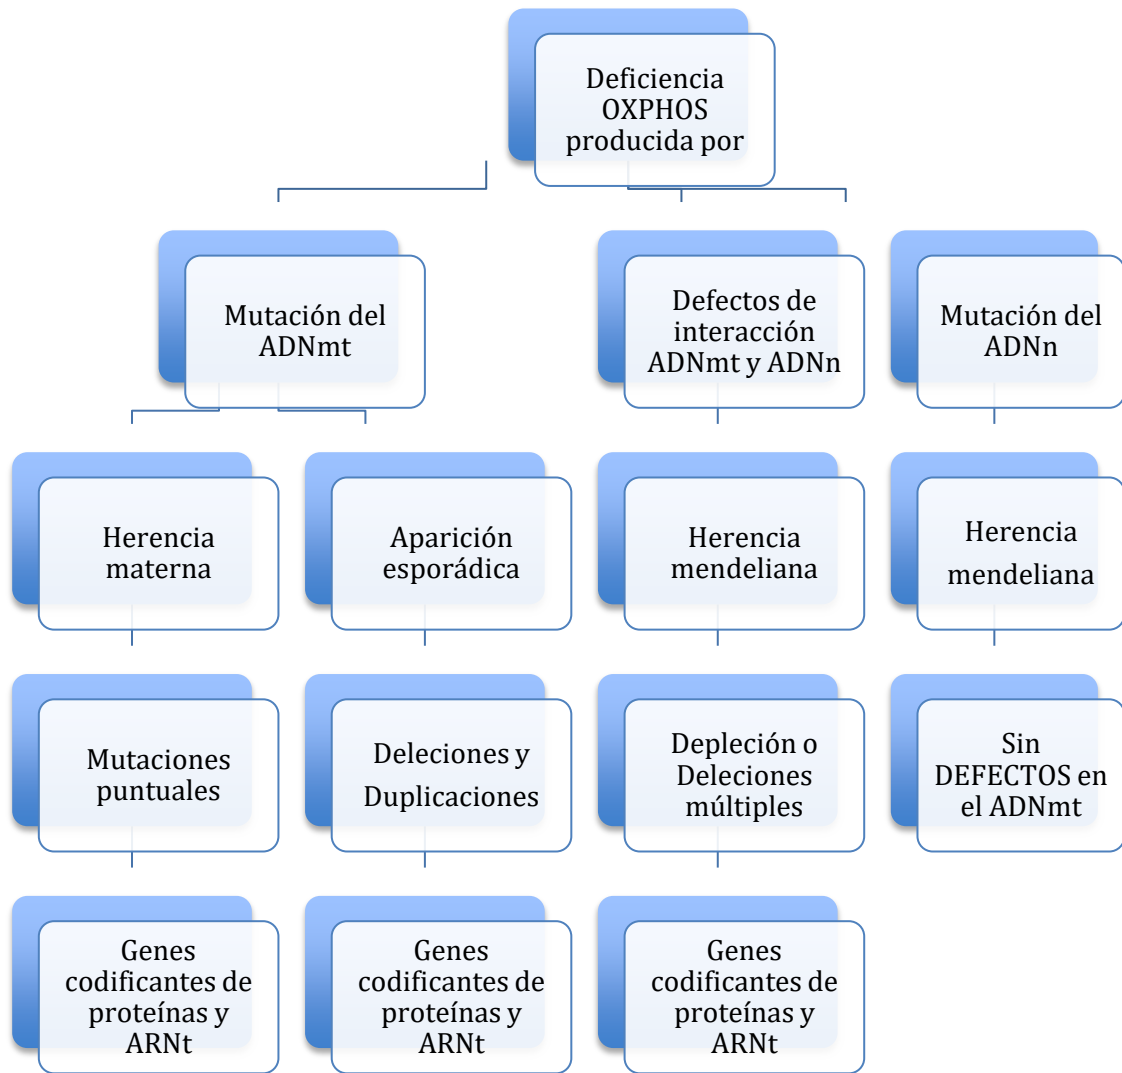 Deficiencia
OXPHOS
producida por
Mutación del
ADNmt
Defectos de
interacción
ADNmt y ADNn
Mutación del
ADNn
Herencia
materna
Aparición
esporádica
Herencia
mendeliana
Herencia
mendeliana
Mutaciones
puntuales
Deleciones y
Duplicaciones
Depleción o
Deleciones
múltiples
Sin
DEFECTOS en
el ADNmt
Genes
codificantes de
proteínas y
ARNt
Genes
codificantes de
proteínas y
ARNt
Genes
codificantes de
proteínas y
ARNt